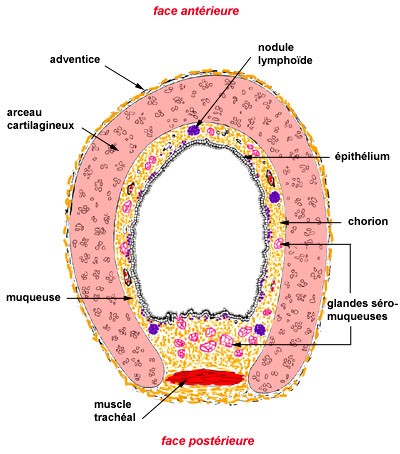 face antérieure
nodule
lymphoïde
adventice
arceau
cartilagineux
épithélium
chorion
muqueuse
glandes séro-
muqueuses
muscle
trachéal
face postérieure